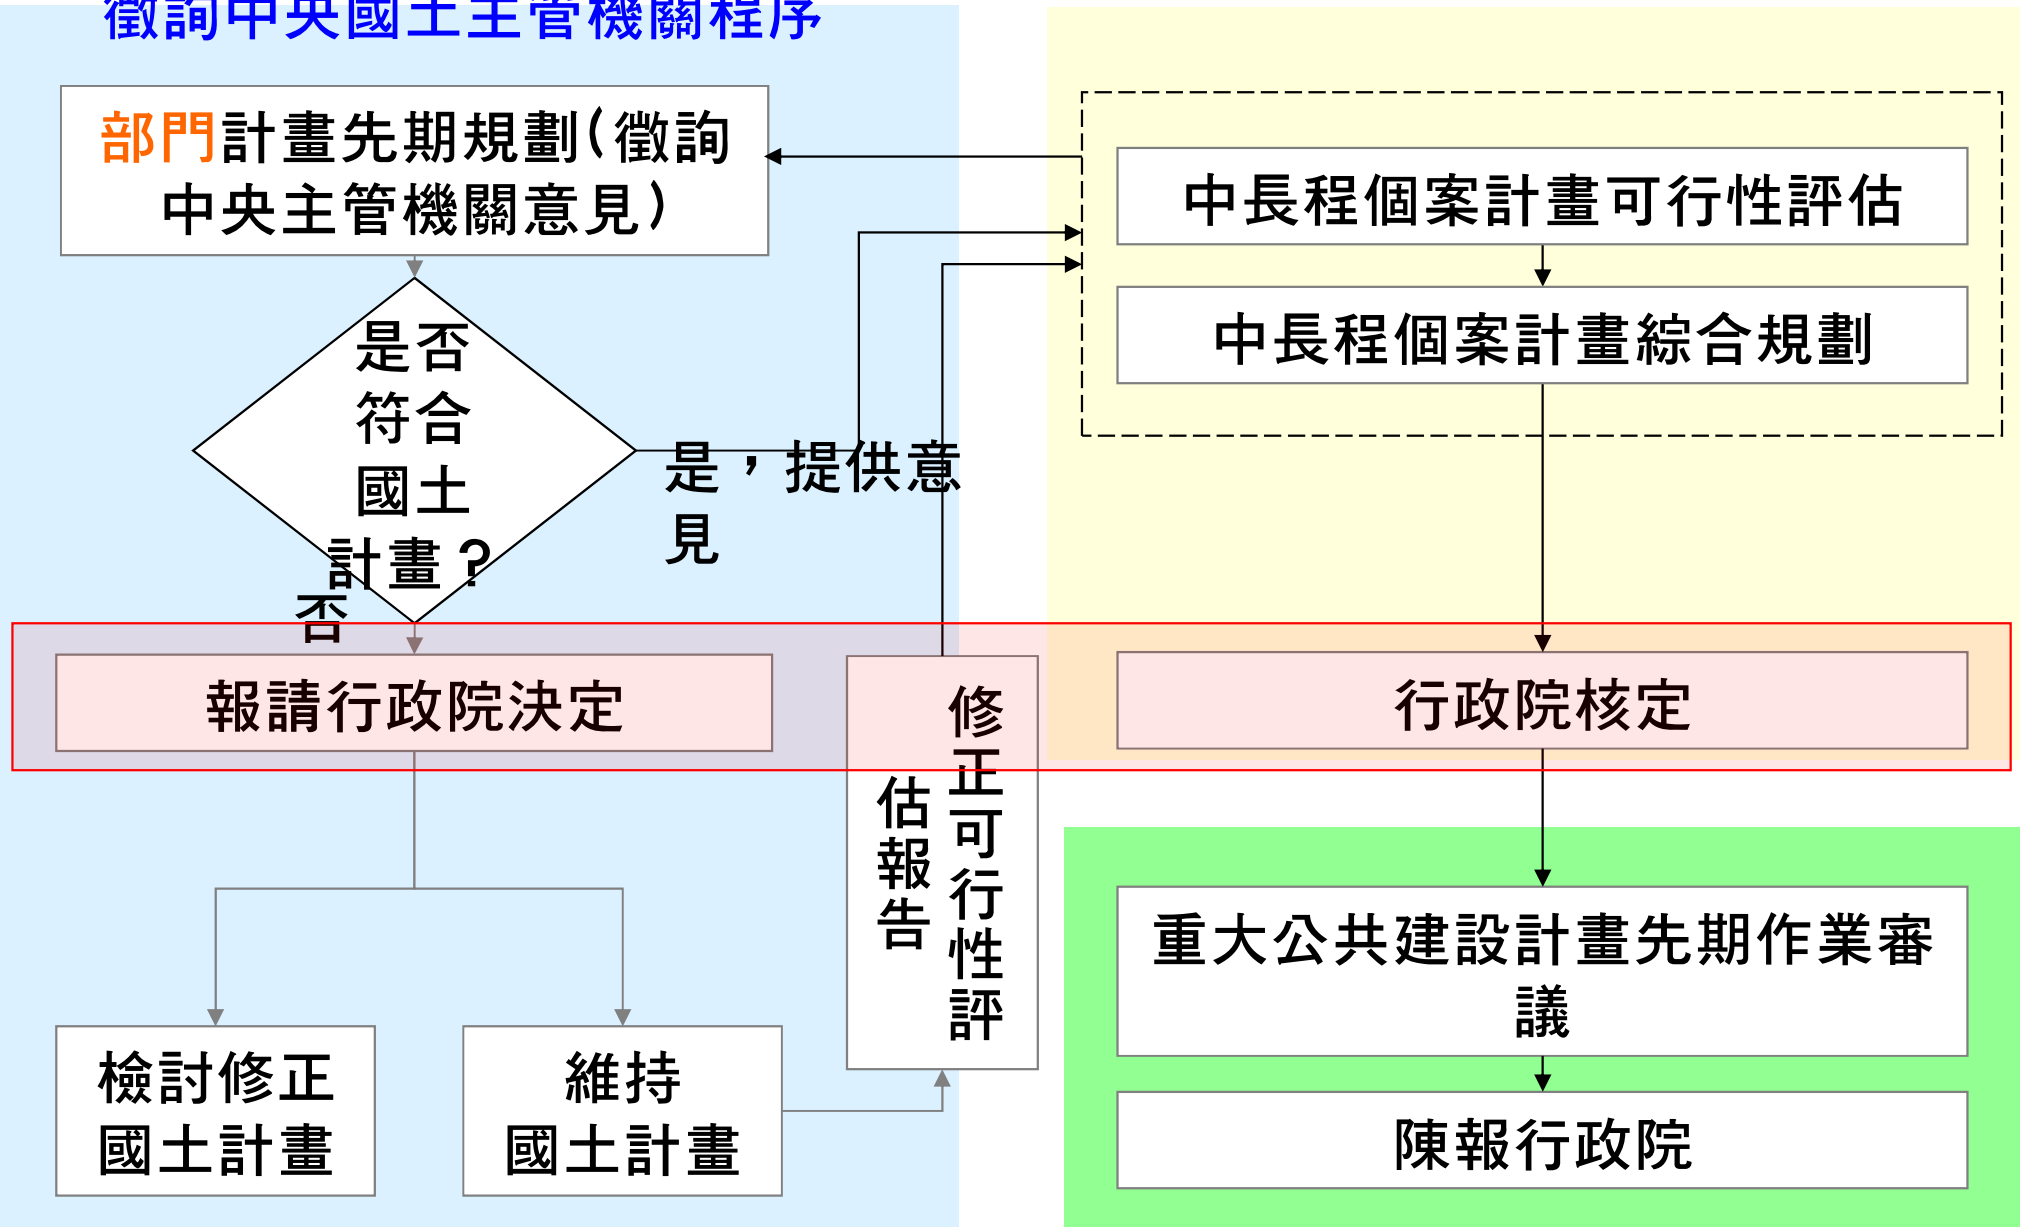 徵詢中央國土主管機關程序
部門計畫先期規劃(徵詢
中央主管機關意見)
是否
符合
國土
計畫？
是，提供意
見
否
報請行政院決定
檢討修正
國土計畫
維持
國土計畫
修正可行性評
估報告
中長程個案計畫可行性評估
中長程個案計畫綜合規劃
行政院核定
重大公共建設計畫先期作業審
議
陳報行政院